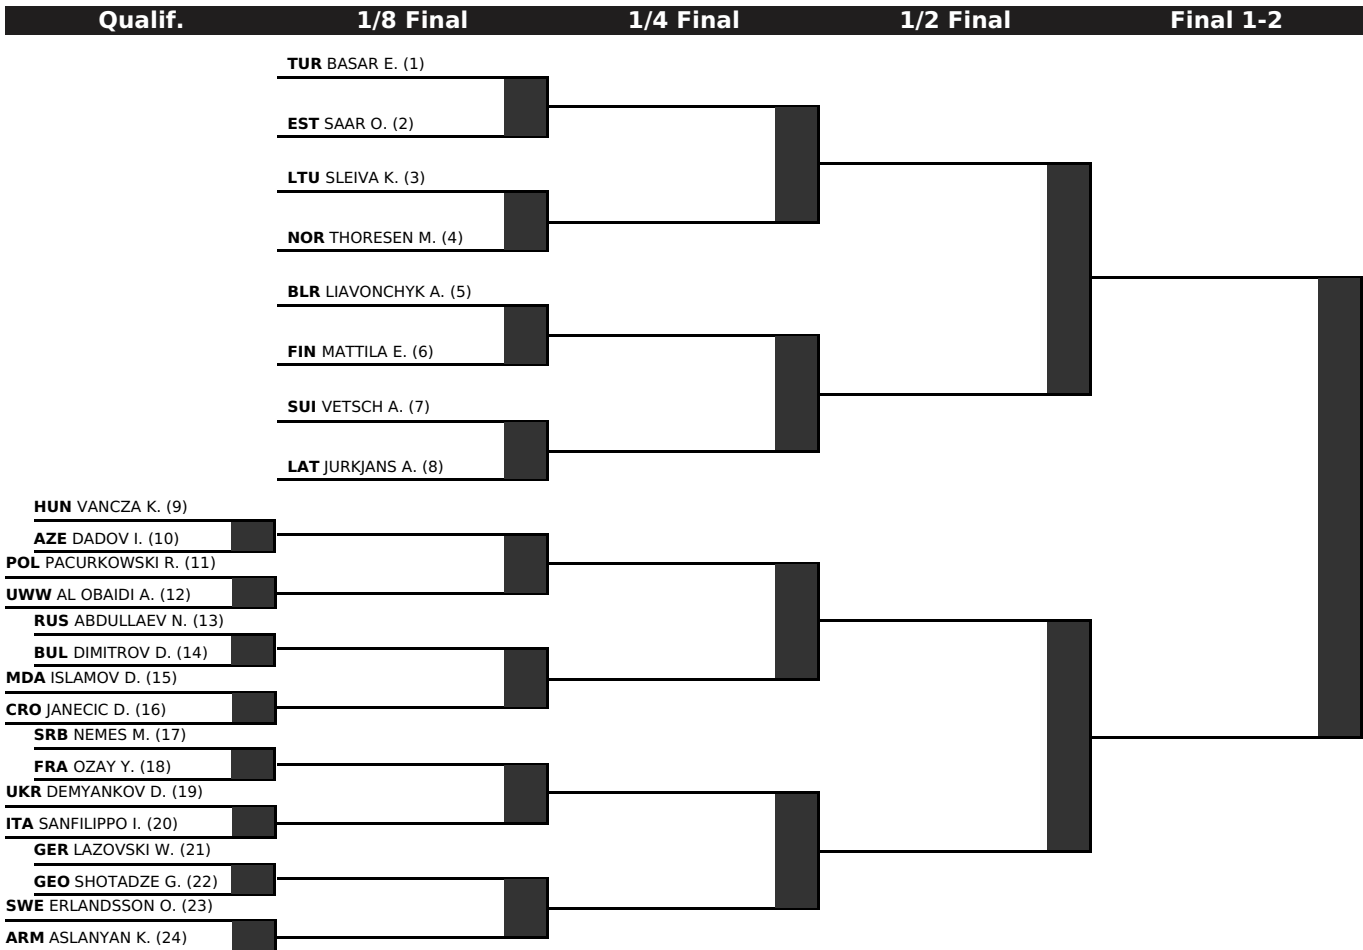 Qualif. 1/8 Final 1/4 Final 1/2 Final Final 1-2
TUR BASAR E. (1)
EST SAAR O. (2)
LTU SLEIVA K. (3)
NOR THORESEN M. (4)
BLR LIAVONCHYK A. (5)
FIN MATTILA E. (6)
SUI VETSCH A. (7)
LAT JURKJANS A. (8)
HUN VANCZA K. (9)
AZE DADOV I. (10)
POL PACURKOWSKI R. (11)
UWW AL OBAIDI A. (12)
RUS ABDULLAEV N. (13)
BUL DIMITROV D. (14)
MDA ISLAMOV D. (15)
CRO JANECIC D. (16)
SRB NEMES M. (17)
FRA OZAY Y. (18)
UKR DEMYANKOV D. (19)
ITA SANFILIPPO I. (20)
GER LAZOVSKI W. (21)
GEO SHOTADZE G. (22)
SWE ERLANDSSON O. (23)
ARM ASLANYAN K. (24)